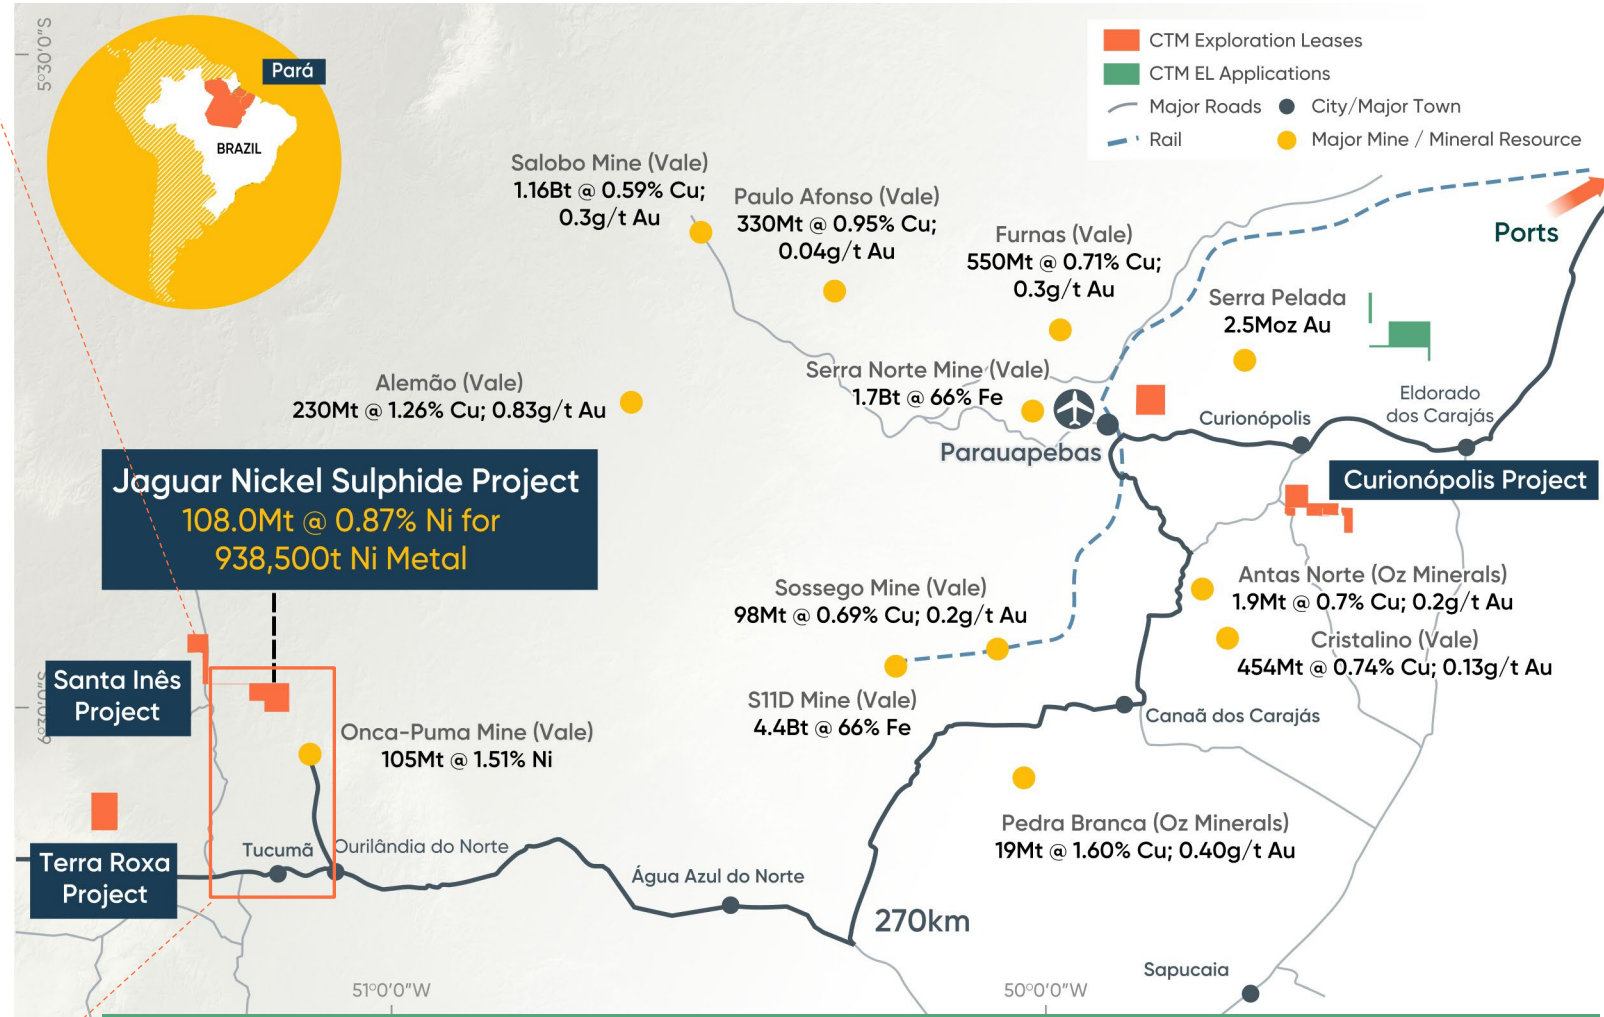 5°30'0"S
Pará
BRAZIL
CTM Exploration Leases
CTM EL Applications
Major Roads
City/Major Town
Rail
Major Mine / Mineral Resource
Salobo Mine (Vale)
1.16Bt @ 0.59% Cu;
0.3g/t Au
Paulo Afonso (Vale)
330Mt @ 0.95% Cu;
0.04g/t Au
Furnas (Vale)
550Mt @ 0.71% Cu;
0.3g/t Au
Ports
Serra Pelada
2.5Moz Au
Serra Norte Mine (Vale)
1.7Bt @ 66% Fe
Alemão (Vale)
230Mt @ 1.26% Cu; 0.83g/t Au
Eldorado
dos Carajás
Curionópolis
Parauapebas
Jaguar Nickel Sulphide Project
108.0Mt @ 0.87% Ni for
938,500t Ni Metal
Curionópolis Project
Sossego Mine (Vale)
98Mt @ 0.69% Cu; 0.2g/t Au
Antas Norte (Oz Minerals)
1.9Mt @ 0.7% Cu; 0.2g/t Au
Cristalino (Vale)
454Mt @ 0.74% Cu; 0.13g/t Au
Santa Inês
Project
6°30'0"S
S11D Mine (Vale)
4.4Bt @ 66% Fe
Canaã dos Carajás
Onca-Puma Mine (Vale)
105Mt @ 1.51% Ni
Pedra Branca (Oz Minerals)
19Mt @ 1.60% Cu; 0.40g/t Au
Terra Roxa
Project
Tucumã
Ourilândia do Norte
Água Azul do Norte
270km
Sapucaia
51°0'0"W
50°0'0"W